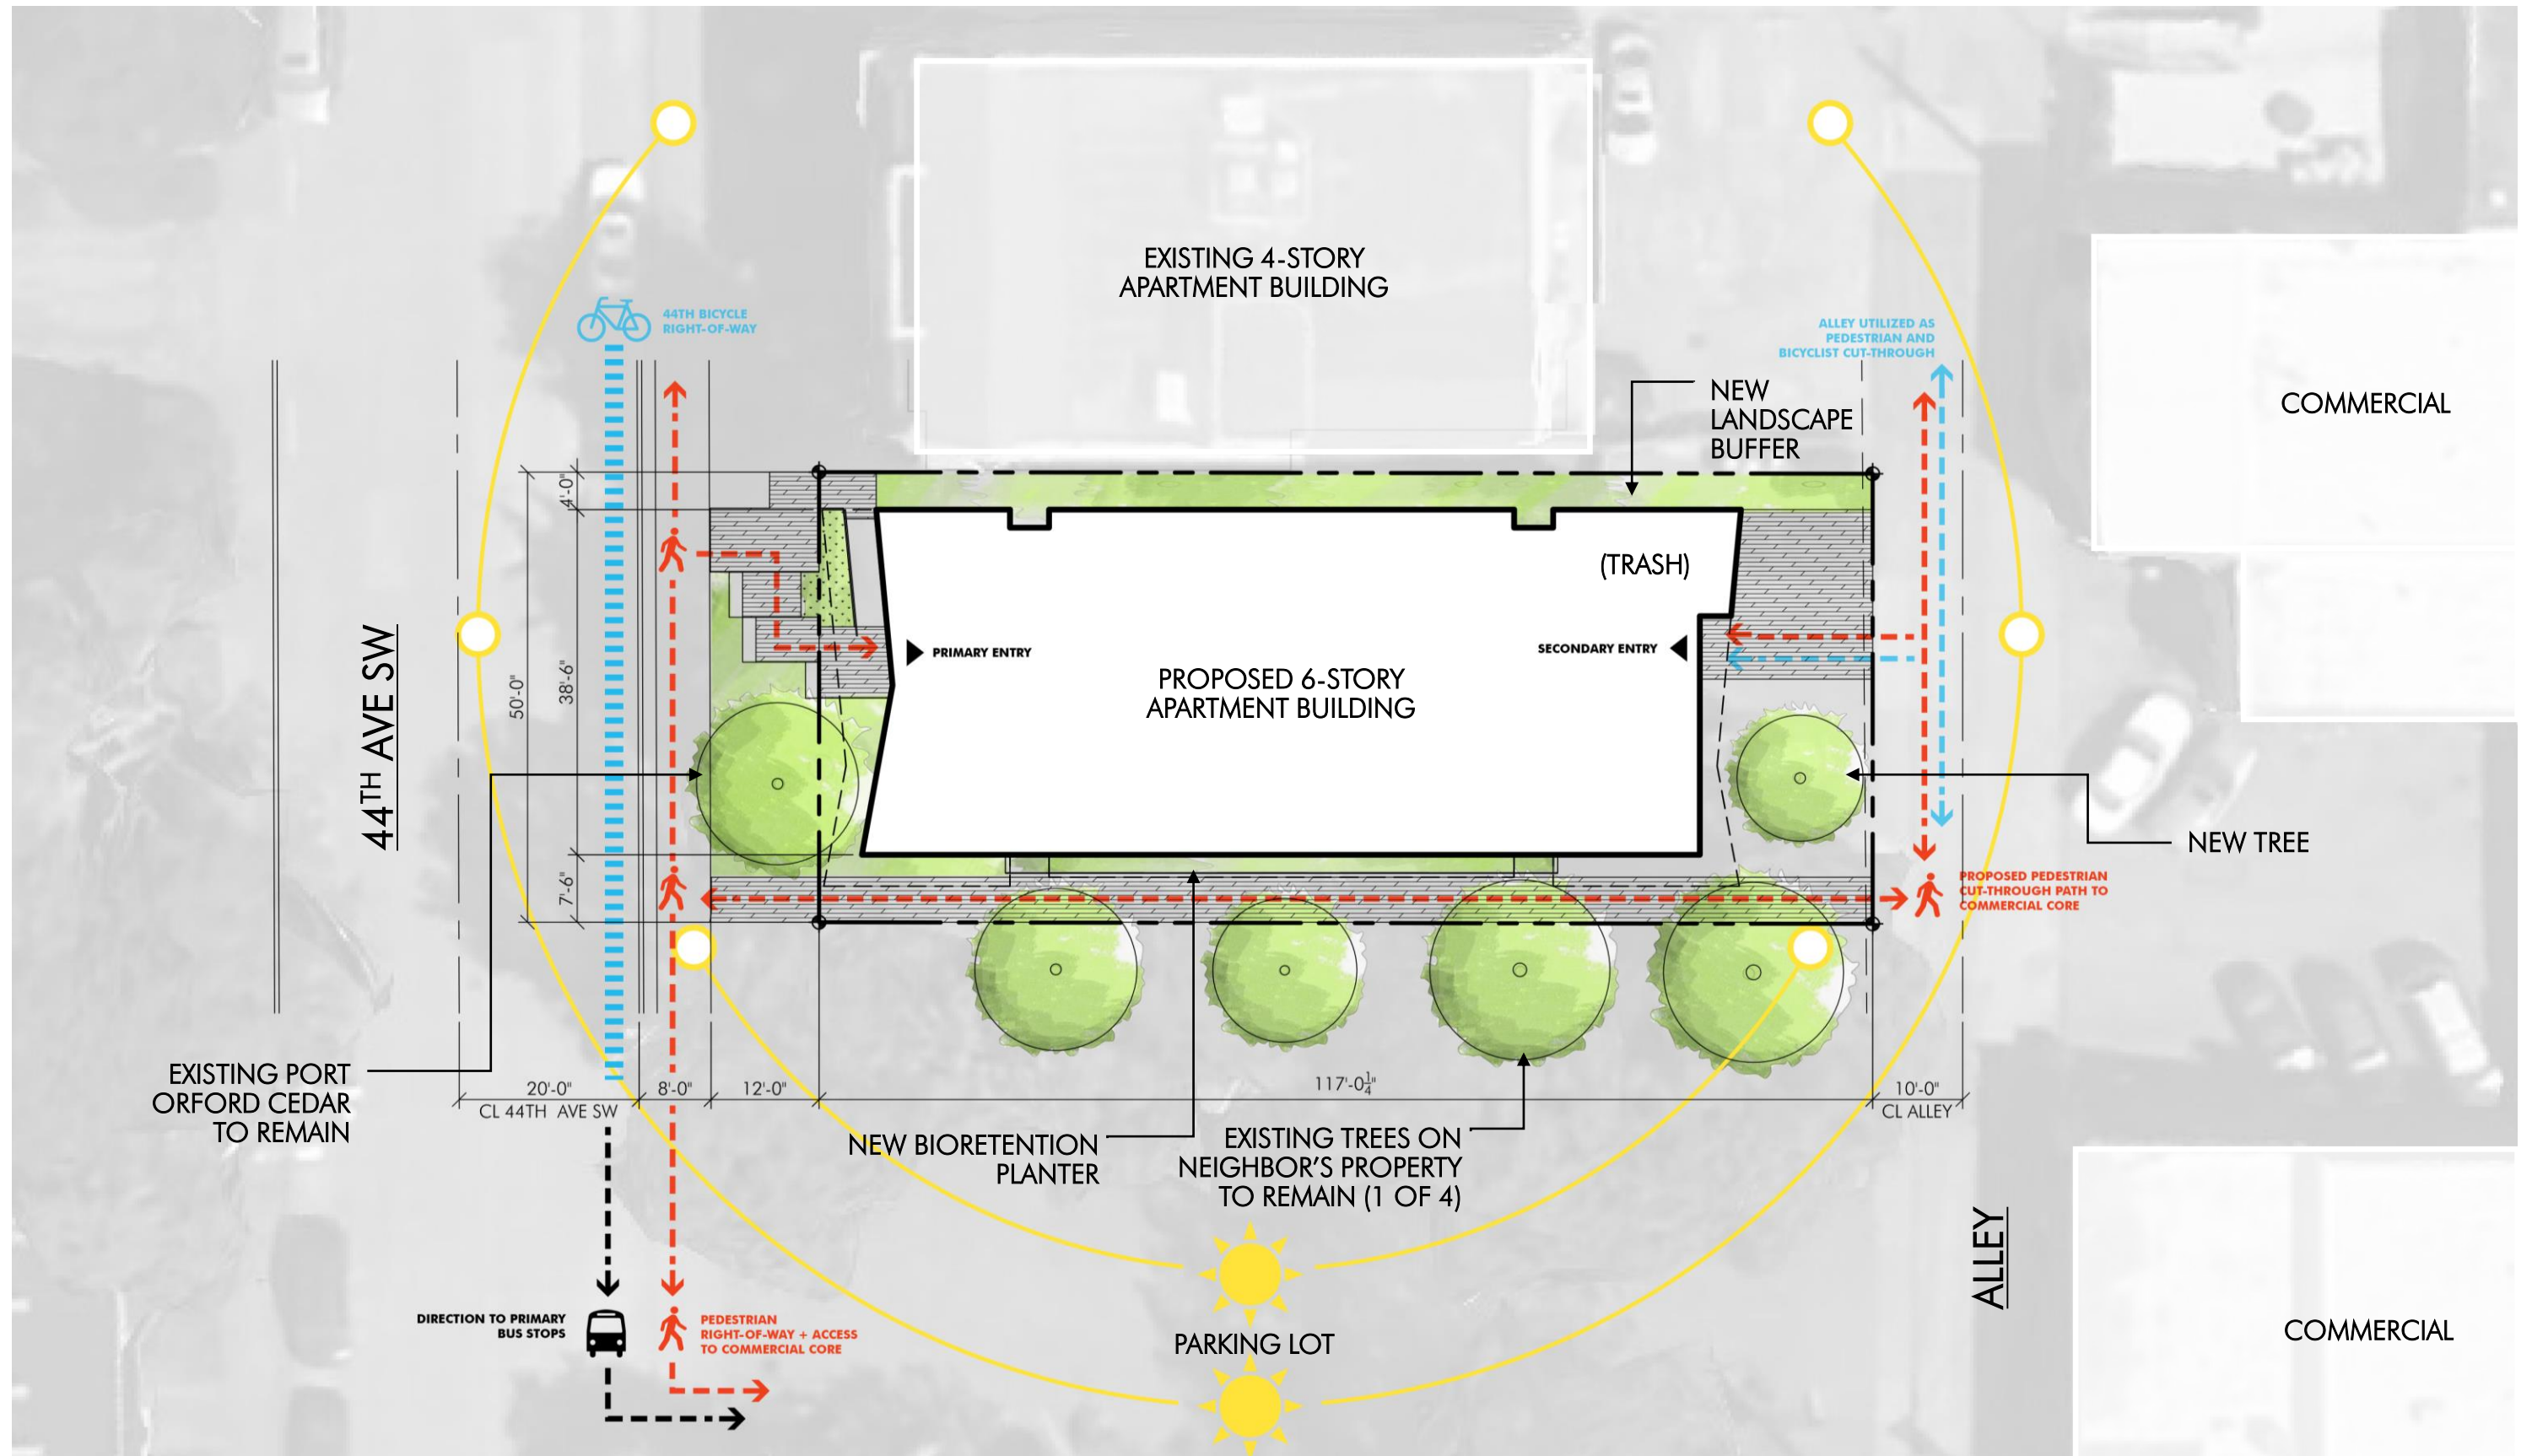 EXISTING 4-STORY
APARTMENT BUILDING
44TH BICYCLE
RIGHT-OF-WAY
ALLEY UTILIZED AS
PEDESTRIAN AND
BICYCLIST CUT-THROUGH
COMMERCIAL
NEW
LANDSCAPE
BUFFER
4'-0"
(TRASH)
PRIMARY ENTRY
SECONDARY ENTRY
PROPOSED 6-STORY
APARTMENT BUILDING
50'-0"
38'-6"
44TH AVE SW
NEW TREE
7'-6"
PROPOSED PEDESTRIAN
CUT-THROUGH PATH TO
COMMERCIAL CORE
EXISTING PORT
ORFORD CEDAR
TO REMAIN
20'-0"
CL 44TH AVE SW
8'-0"
12'-0"
117'-0¼"
10'-0"
CL ALLEY
NEW BIORETENTION
PLANTER
EXISTING TREES ON
NEIGHBOR'S PROPERTY
TO REMAIN (1 OF 4)
ALLEY
DIRECTION TO PRIMARY
BUS STOPS
PEDESTRIAN
RIGHT-OF-WAY + ACCESS
TO COMMERCIAL CORE
PARKING LOT
COMMERCIAL